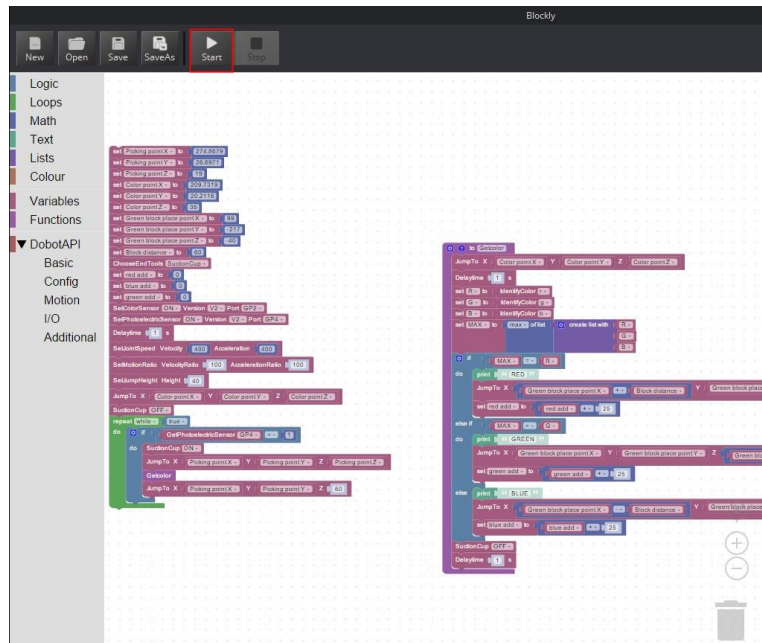 Blockly
New Open Save SaveAs Start Stop
Logic
Loops
Math
Text
Lists
Colour
Variables
Functions
DobotAPI
Basic
Config
Motion
I/O
Additional
set Picking point X to 274.8679
set Picking point Y to 26.6971
set Picking point Z to
set Color point X to 209.7319
set Color point Y to 20.2116
set Color point Z to 35
set Green block place point X to 99
set Green block place point Y to -217
set Green block place point Z to -40
set Block distance to 60
ChooseEndTools SuctionCup
set red add to 0
set blue add to 0
set green add to 0
SetColorSensor ON Version V2 Port GP2
SetPhotoelectricSensor ON Version V2 Port GP4
Delaytime 1 s
SetJointSpeed Velocity 400 Acceleration 400
SetMotionRatio VelocityRatio 100 AccelerationRatio 100
SetJumpHeight Height 40
JumpTo X Color point X Y Color point Y Z Color point Z
SuctionCup OFF
repeat while true
do if GetPhotoelectricSensor GP4 = 1
do SuctionCup ON
JumpTo X Picking point X Y Picking point Y Z Picking point Z
Getcolor
JumpTo X Picking point X Y Picking point Y Z 60
? to Getcolor
JumpTo X Color point X Y Color point Y Z Color point Z
Delaytime 1 s
set R to IdentifyColor r
set G to IdentifyColor g
set B to IdentifyColor b
set MAX to max of list create list with R
G
B
if MAX = R
do print “ RED ”
JumpTo X Green block place point X + Block distance Y Green block place
set red add to red add + 25
else if MAX = G
do print “ GREEN ”
JumpTo X Green block place point X Y Green block place point Y Z Green bl
set green add to green add + 25
else print “ BLUE ”
JumpTo X Green block place point X - Block distance Y Green block place
set blue add to blue add + 25
SuctionCup OFF
Delaytime 1 s